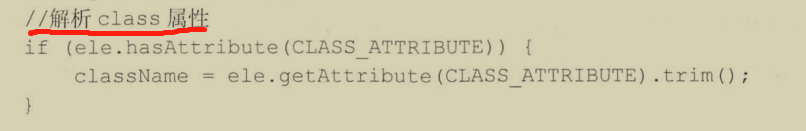 //解析 class 属性
if (ele.hasAttribute(CLASS_ATTRIBUTE)) {
    className = ele.getAttribute(CLASS_ATTRIBUTE).trim();
}